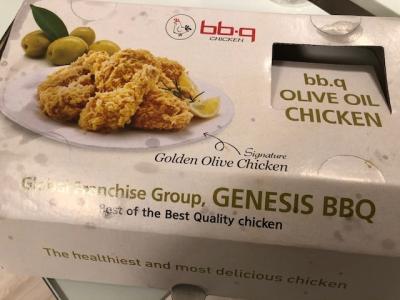 bb.q
CHICKEN
bb.q
OLIVE OIL
CHICKEN
Signature
Golden Olive Chicken
Global Franchise Group, GENESIS BBQ
Best of the Best Quality chicken
The healthiest and most delicious chicken